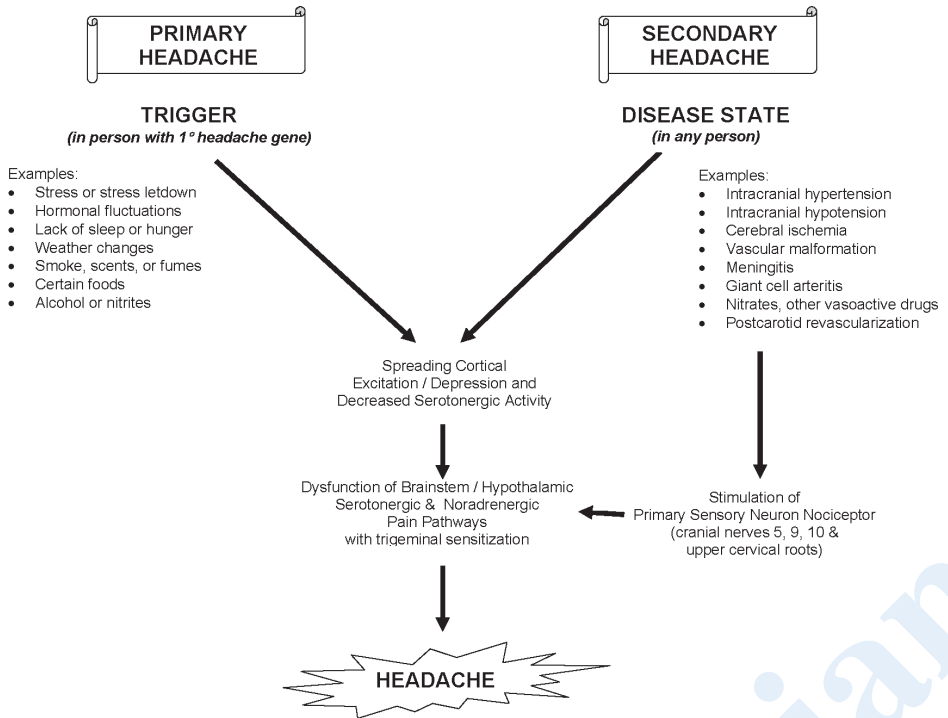 PRIMARY
HEADACHE
TRIGGER
(in person with 1° headache gene)
Examples:
• Stress or stress letdown
• Hormonal fluctuations
• Lack of sleep or hunger
• Weather changes
• Smoke, scents, or fumes
• Certain foods
• Alcohol or nitrites
SECONDARY
HEADACHE
DISEASE STATE
(in any person)
Examples:
• Intracranial hypertension
• Intracranial hypotension
• Cerebral ischemia
• Vascular malformation
• Meningitis
• Giant cell arteritis
• Nitrates, other vasoactive drugs
• Postcarotid revascularization
Spreading Cortical
Excitation / Depression and
Decreased Serotonergic Activity
Dysfunction of Brainstem / Hypothalamic
Serotonergic & Noradrenergic
Pain Pathways
with trigeminal sensitization
Stimulation of
Primary Sensory Neuron Nociceptor
(cranial nerves 5, 9, 10 &
upper cervical roots)
HEADACHE